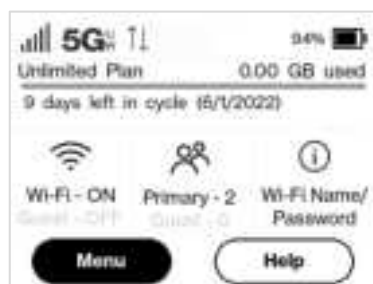 5G UW 94%
Unlimited Plan 0.00 GB used
9 days left in cycle (6/1/2022)
Wi-Fi - ON Primary - 2 Wi-Fi Name/
Guest - OFF Guest - 0 Password
Menu Help